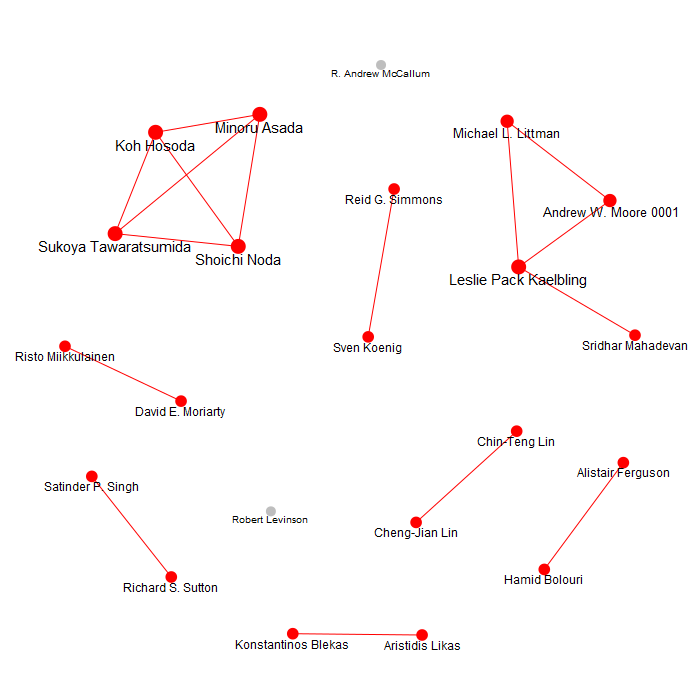 R. Andrew McCallum
Minoru Asada
Michael L. Littman
Koh Hosoda
Reid G. Simmons
Andrew W. Moore 0001
Sukoya Tawaratsumida
Shoichi Noda
Leslie Pack Kaelbling
Sven Koenig
Sridhar Mahadevan
Risto Miikkulainen
David E. Moriarty
Chin-Teng Lin
Alistair Ferguson
Satinder P. Singh
Robert Levinson
Cheng-Jian Lin
Hamid Bolouri
Richard S. Sutton
Konstantinos Blekas
Aristidis Likas